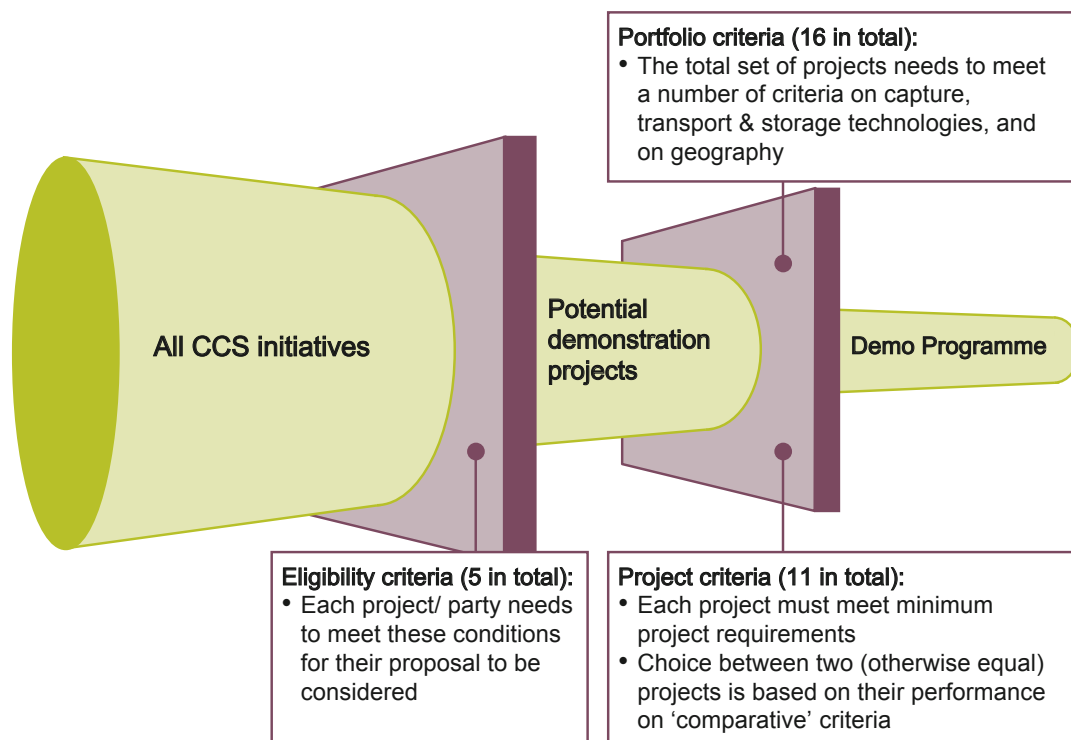 Portfolio criteria (16 in total):
• The total set of projects needs to meet
a number of criteria on capture,
transport & storage technologies, and
on geography
All CCS initiatives
Potential
demonstration
projects
Demo Programme
Eligibility criteria (5 in total):
• Each project/ party needs
to meet these conditions
for their proposal to be
considered
Project criteria (11 in total):
• Each project must meet minimum
project requirements
• Choice between two (otherwise equal)
projects is based on their performance
on ‘comparative’ criteria